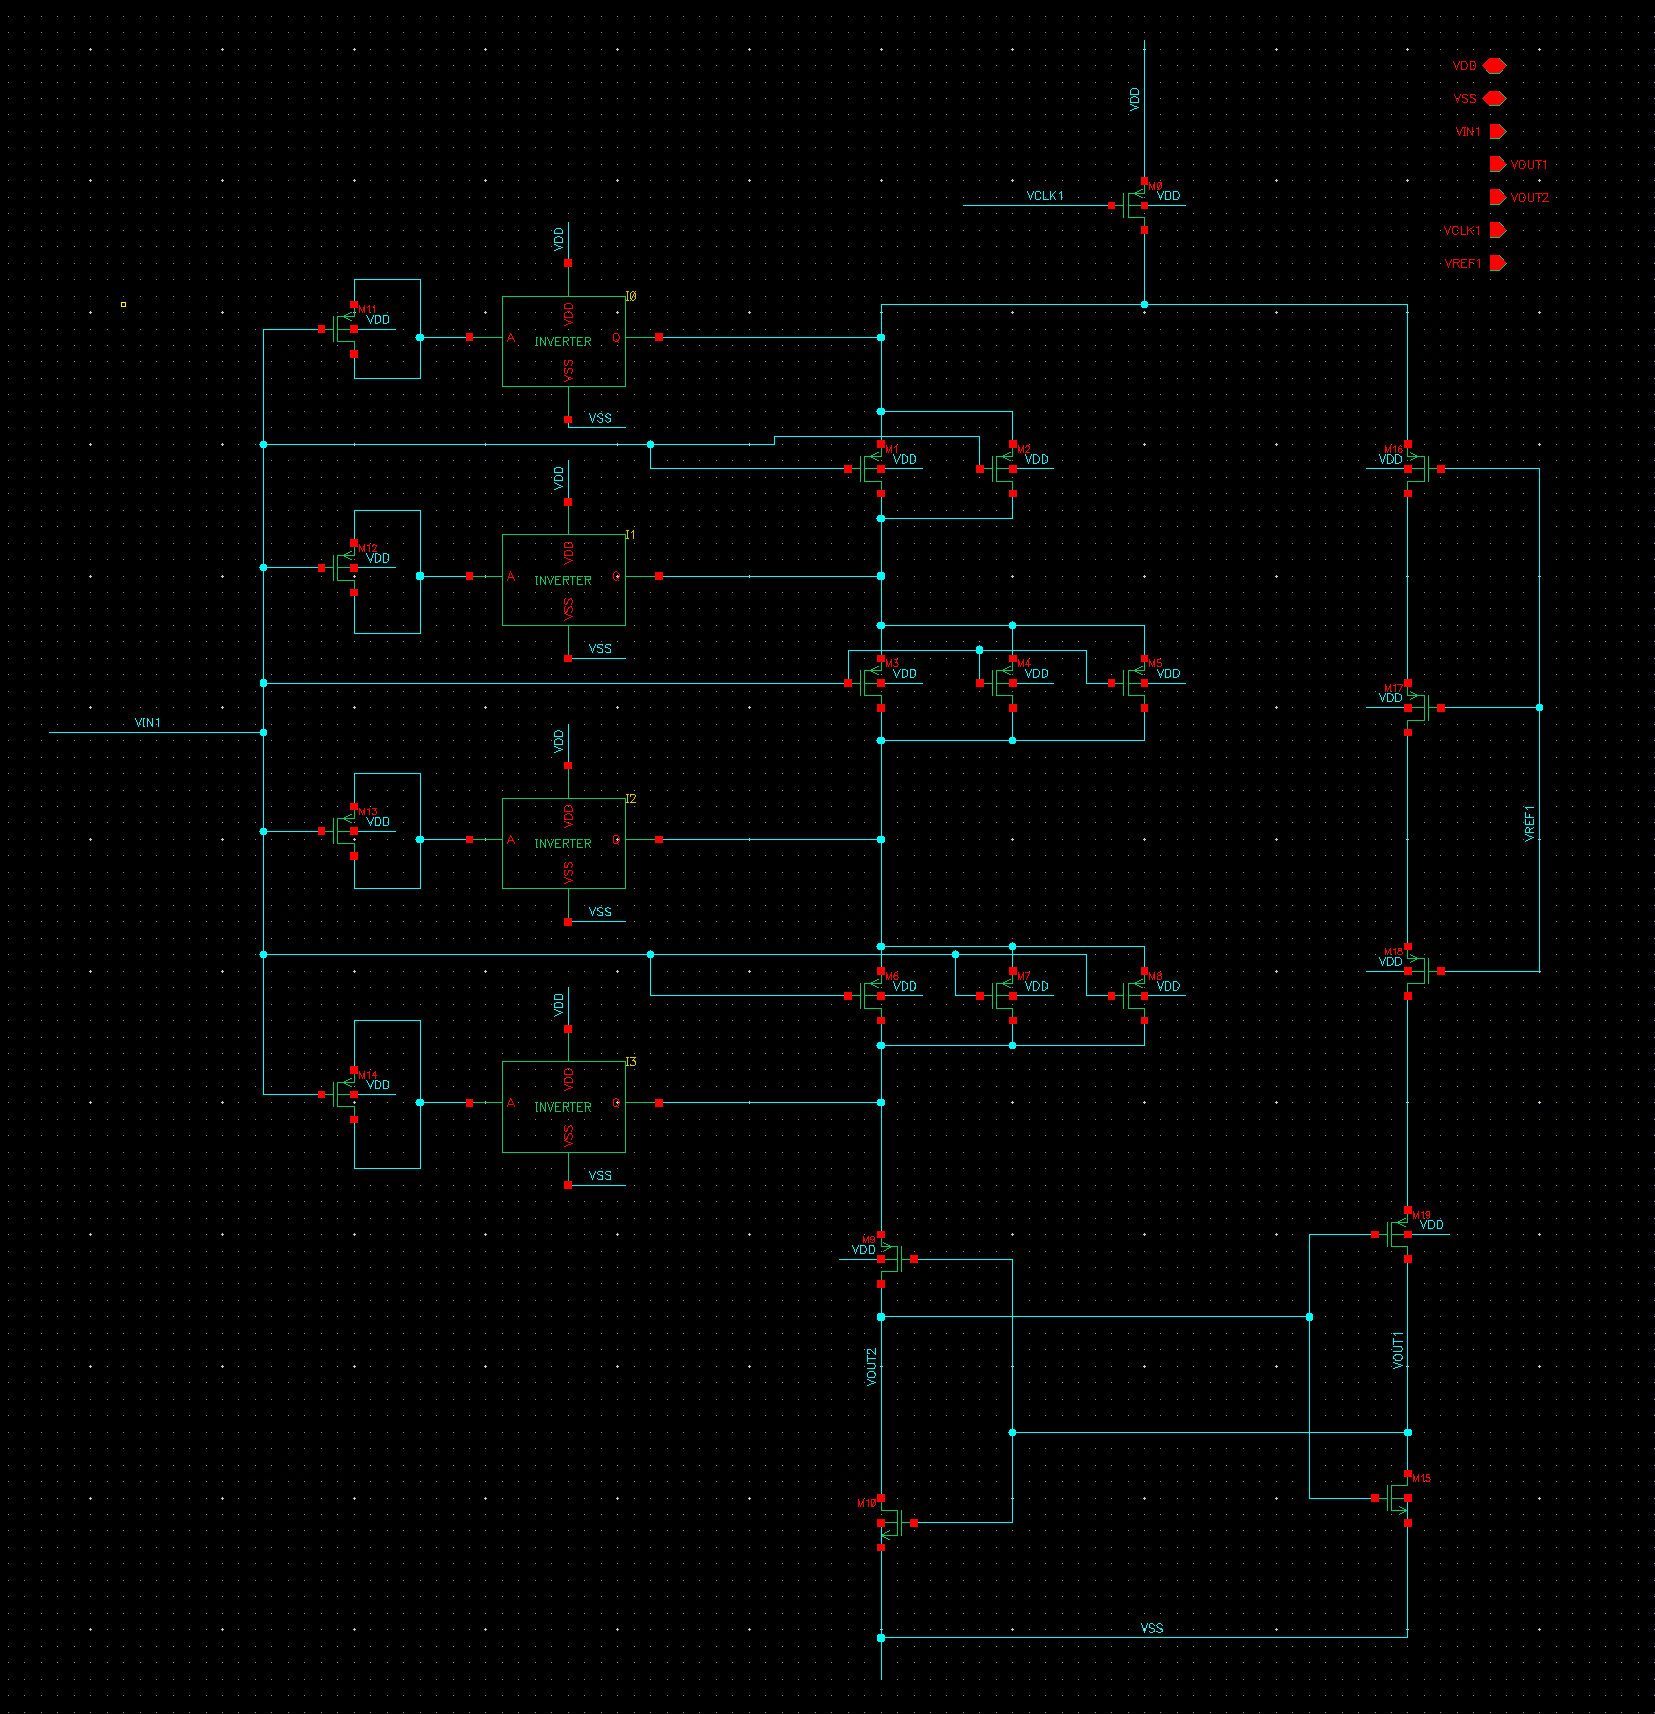 VDD
VDD
VSS
VIN1
VOUT1
VOUT2
VCLK1
VREF1
VCLK1
M0
VDD
VDD
I0
M11
VDD
VDD
A
INVERTER
Q
VSS
VSS
M1
VDD
M2
VDD
M16
VDD
VDD
I1
M12
VDD
VDD
A
INVERTER
Q
VSS
VSS
M3
VDD
M4
VDD
M5
VDD
M17
VDD
VIN1
VDD
I2
M13
VDD
VDD
A
INVERTER
Q
VSS
VSS
VREF1
M6
VDD
M7
VDD
M8
VDD
M18
VDD
VDD
I3
M14
VDD
VDD
A
INVERTER
Q
VSS
VSS
M9
VDD
M19
VDD
VOUT2
VOUT1
M10
M15
VSS